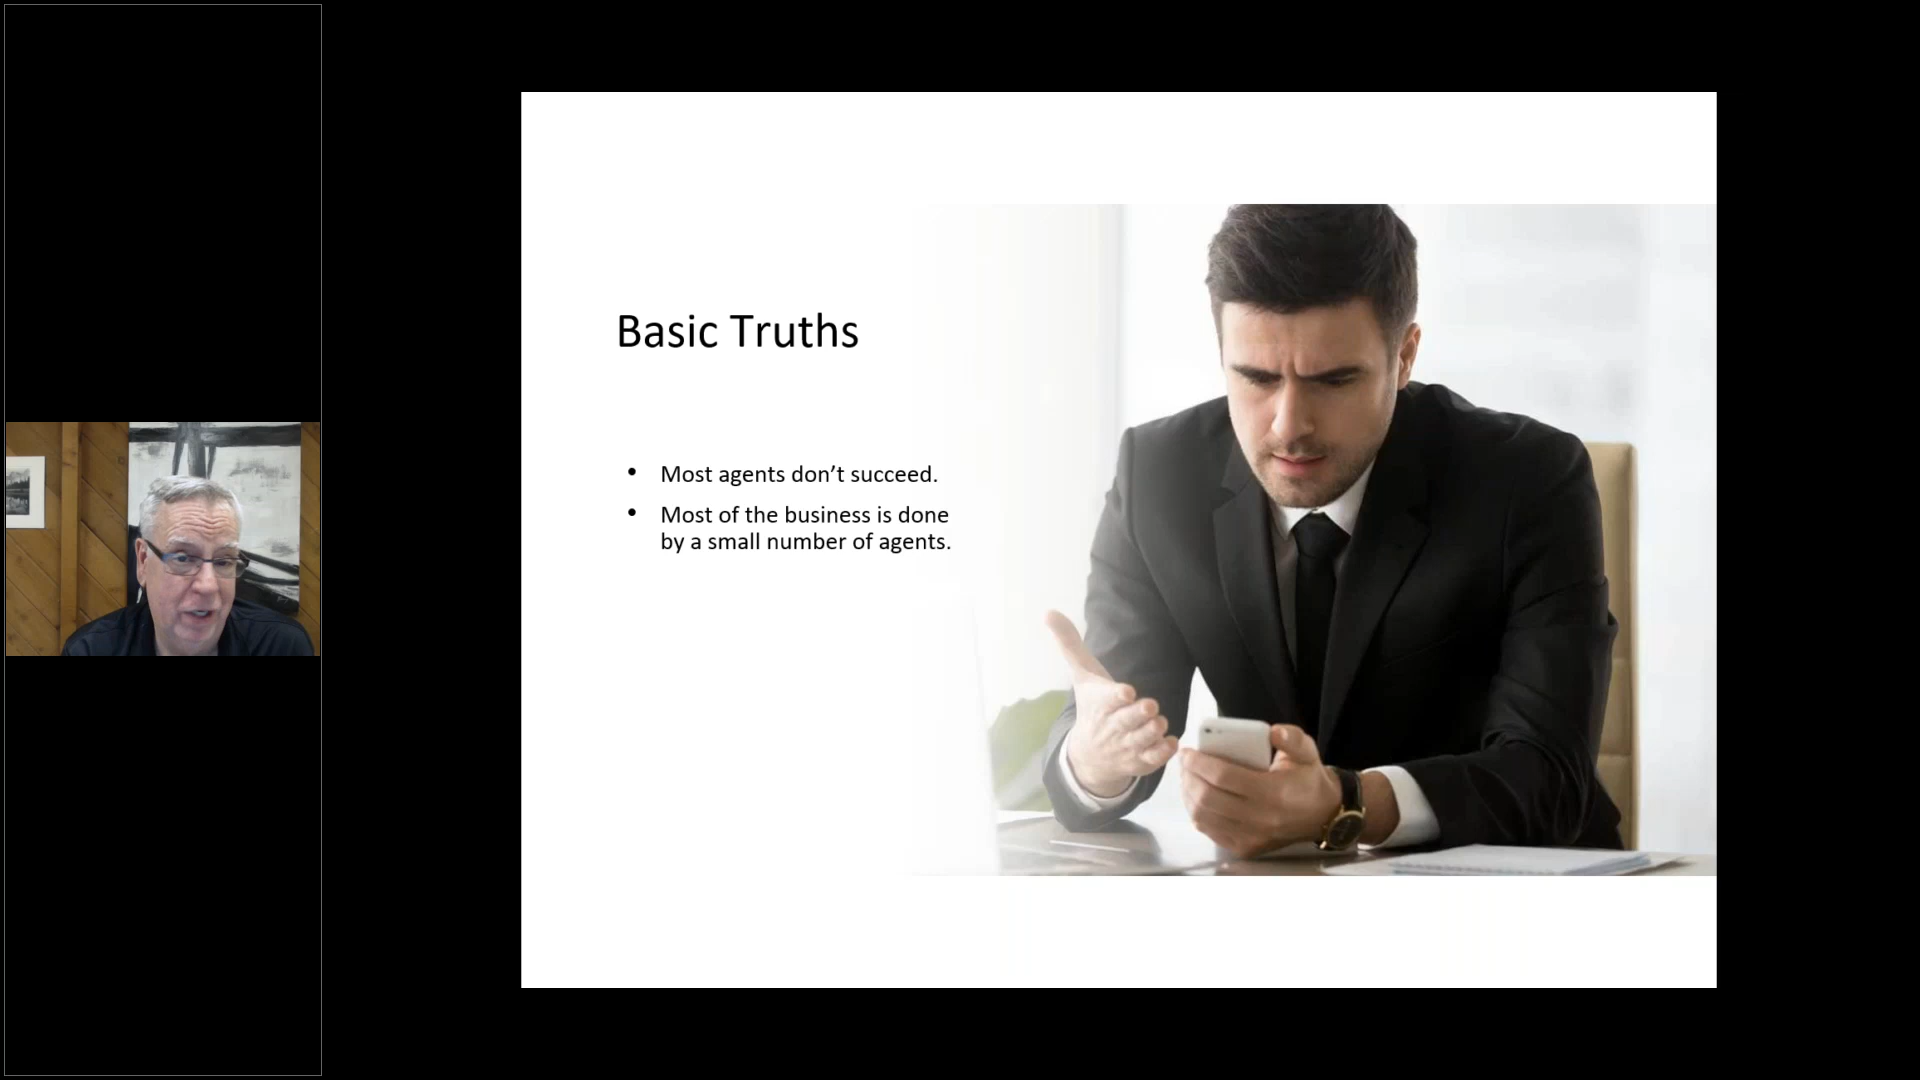 Basic Truths
• Most agents don’t succeed.
• Most of the business is done
by a small number of agents.